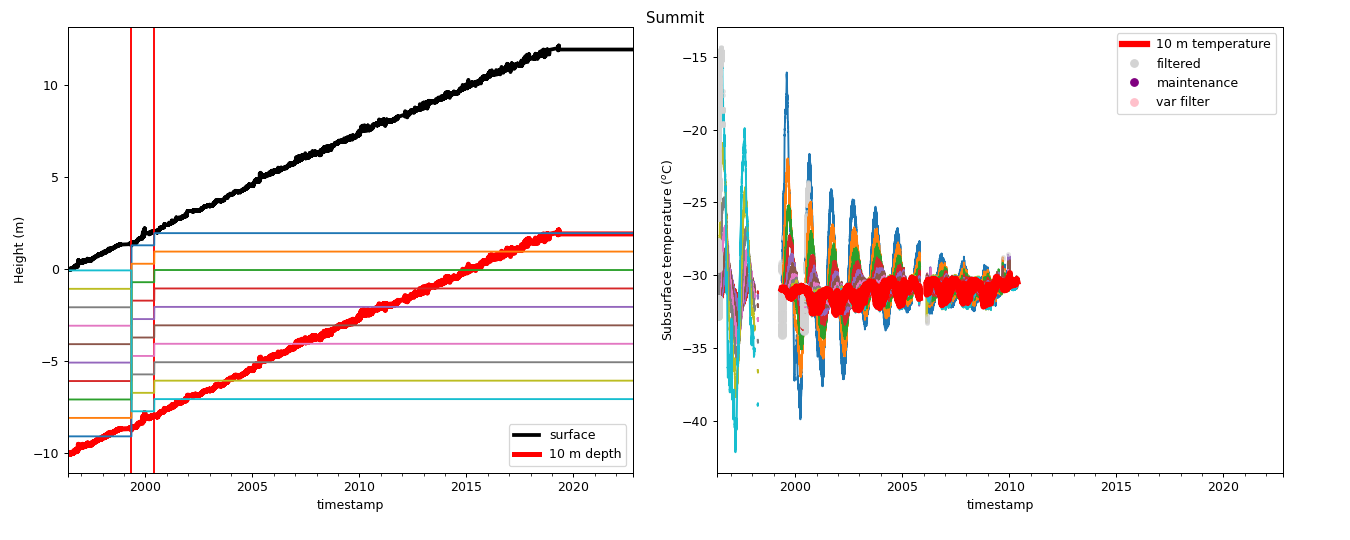 Summit
10
5
0
−5
−10
Height (m)
surface
10 m depth
2000
2005
2010
2015
2020
timestamp
−15
−20
−25
−30
−35
−40
Subsurface temperature (°C)
10 m temperature
filtered
maintenance
var filter
2000
2005
2010
2015
2020
timestamp